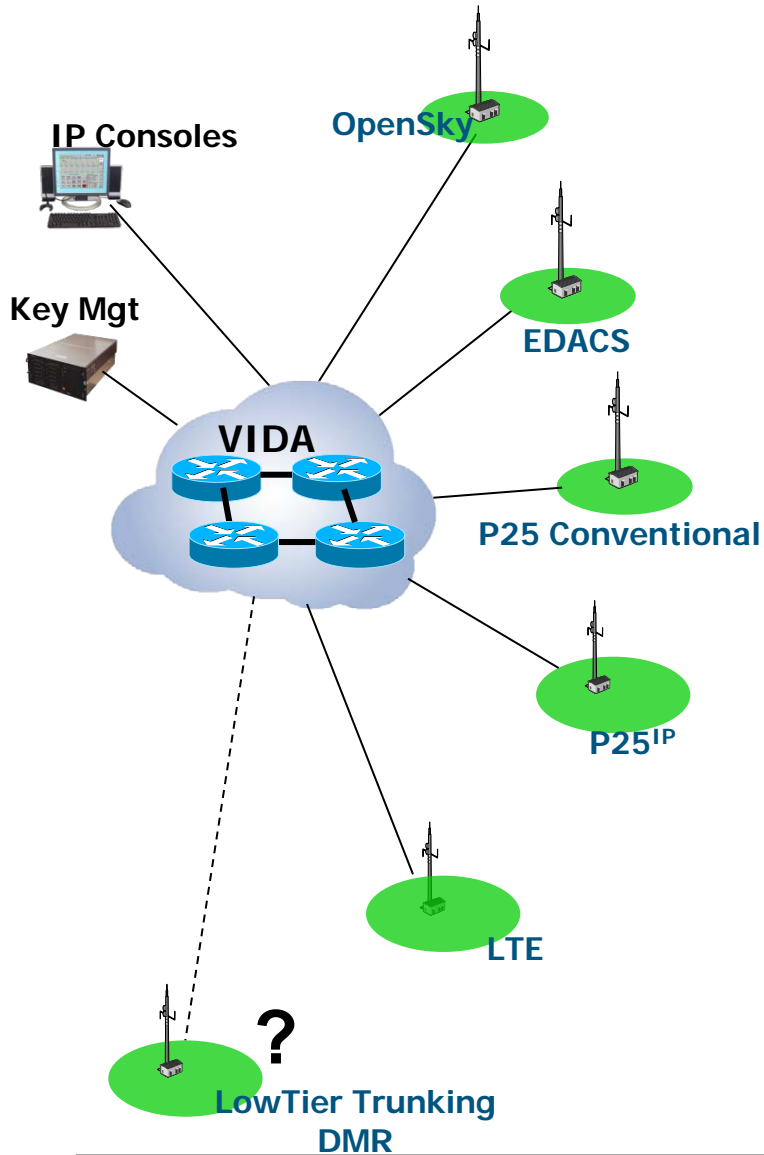 OpenSky
IP Consoles
Key Mgt
EDACS
VIDA
P25 Conventional
P25IP
LTE
?
LowTier Trunking
DMR